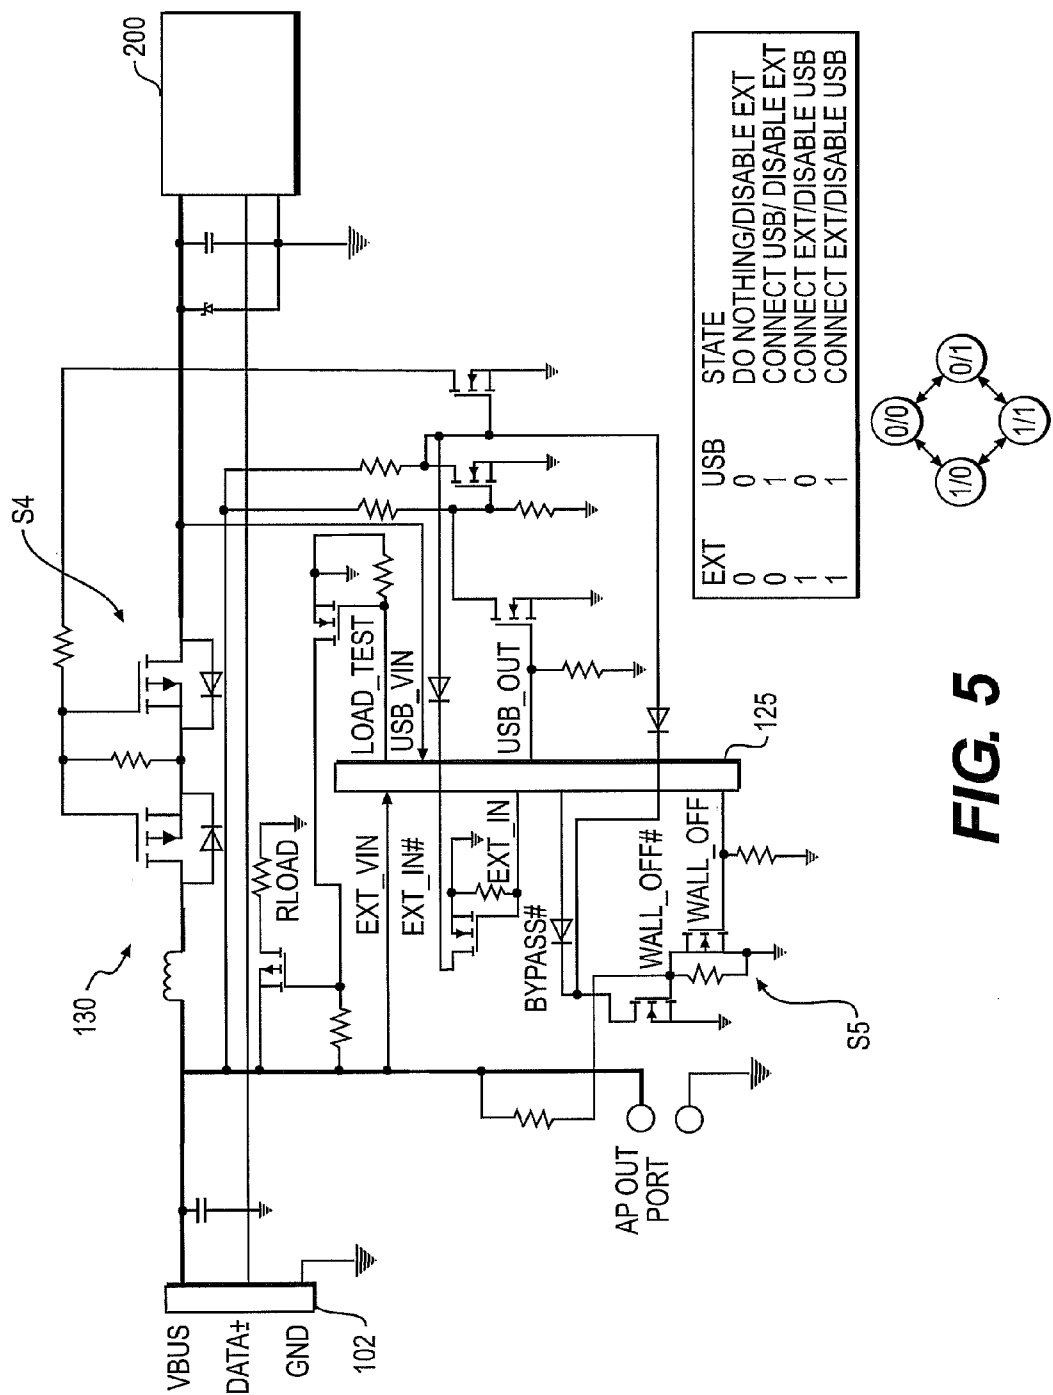 200
S4
130
VBUS
DATA±
GND
102
RLOAD
LOAD_TEST
USB_VIN
EXT_VIN
EXT_IN#
EXT_IN
USB_OUT
BYPASS#
WALL_OFF#
WALL_OFF
125
S5
AP OUT
PORT
EXT USB STATE
0 0 DO NOTHING/DISABLE EXT
0 1 CONNECT USB/ DISABLE EXT
1 0 CONNECT EXT/DISABLE USB
1 1 CONNECT EXT/DISABLE USB
0/0
1/0
0/1
1/1
FIG. 5